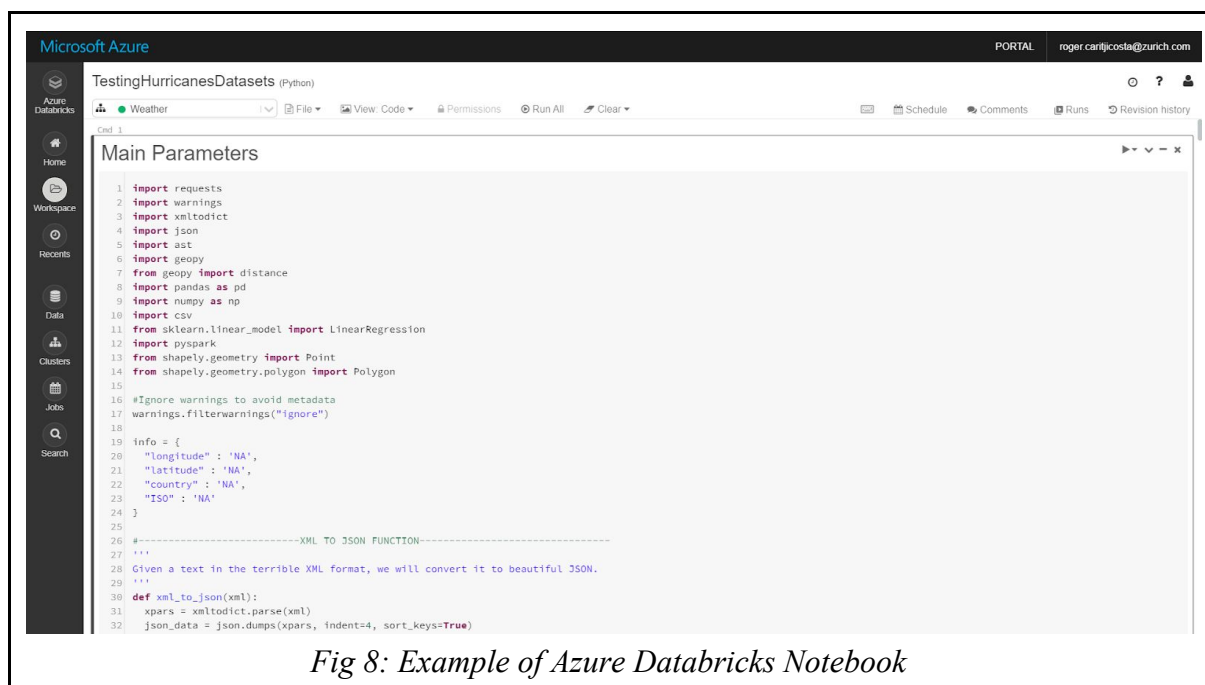 Microsoft Azure PORTAL roger.caritjicosta@zurich.com
Azure Databricks
Home
Workspace
Recents
Data
Clusters
Jobs
Search
TestingHurricanesDatasets (Python) ?
Weather File View: Code Permissions Run All Clear Schedule Comments Runs Revision history
Cmd 1
Main Parameters
1 import requests
2 import warnings
3 import xmltodict
4 import json
5 import ast
6 import geopy
7 from geopy import distance
8 import pandas as pd
9 import numpy as np
10 import csv
11 from sklearn.linear_model import LinearRegression
12 import pyspark
13 from shapely.geometry import Point
14 from shapely.geometry.polygon import Polygon
15
16 #Ignore warnings to avoid metadata
17 warnings.filterwarnings("ignore")
18
19 info = {
20 "longitude" : 'NA',
21 "latitude" : 'NA',
22 "country" : 'NA',
23 "ISO" : 'NA'
24 }
25
26 #---------------------------XML TO JSON FUNCTION--------------------------------
27 '''
28 Given a text in the terrible XML format, we will convert it to beautiful JSON.
29 '''
30 def xml_to_json(xml):
31 xpars = xmltodict.parse(xml)
32 json_data = json.dumps(xpars, indent=4, sort_keys=True)
Fig 8: Example of Azure Databricks Notebook